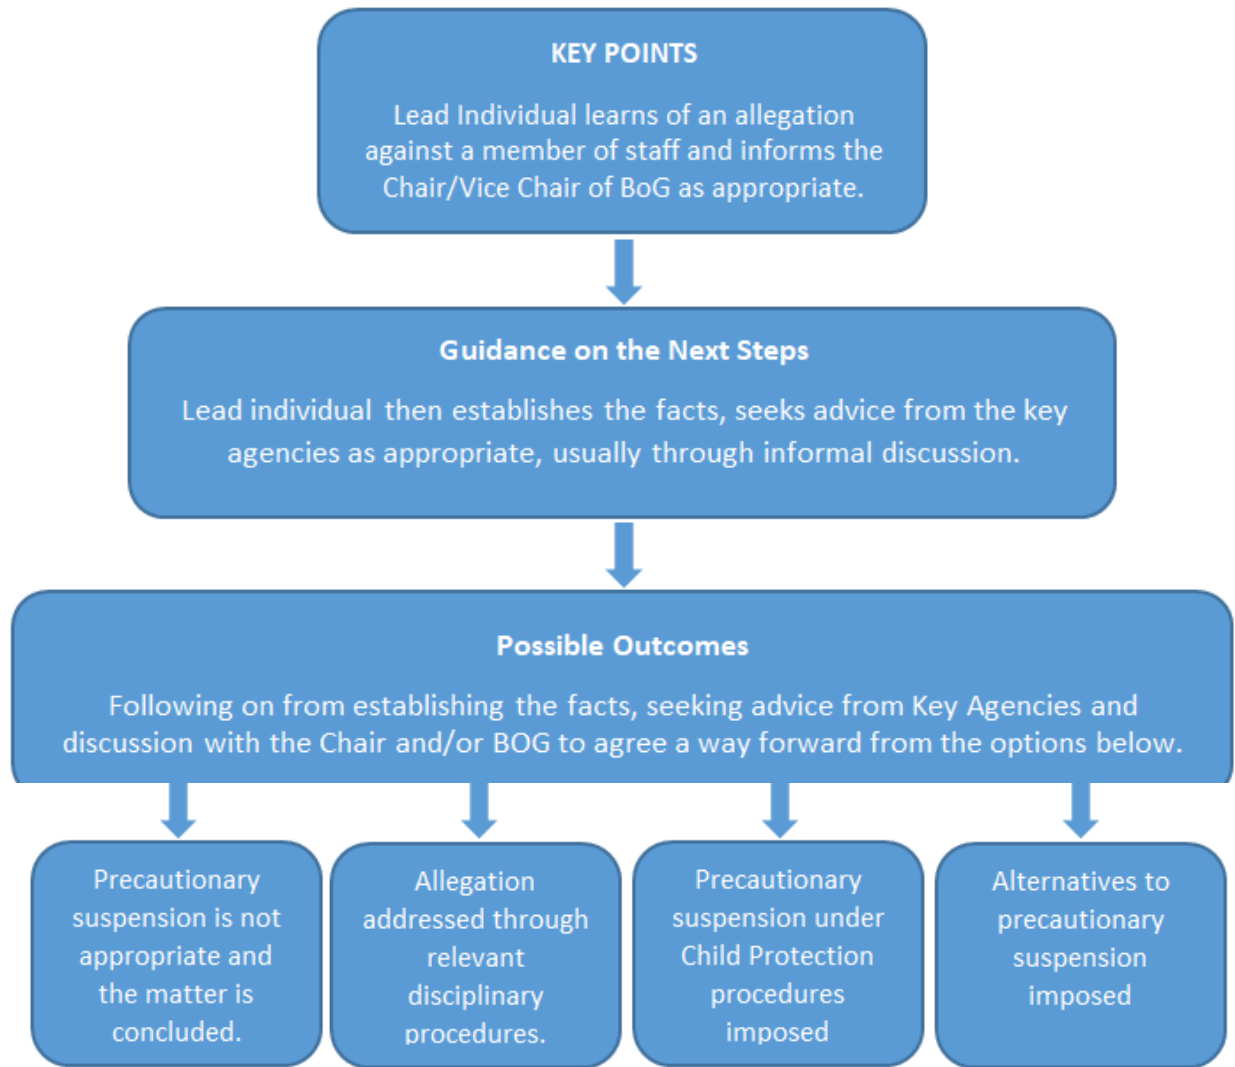 KEY POINTS
Lead Individual learns of an allegation
against a member of staff and informs the
Chair/Vice Chair of BoG as appropriate.
Guidance on the Next Steps
Lead individual then establishes the facts, seeks advice from the key
agencies as appropriate, usually through informal discussion.
Possible Outcomes
Following on from establishing the facts, seeking advice from Key Agencies and
discussion with the Chair and/or BOG to agree a way forward from the options below.
Precautionary
suspension is not
appropriate and
the matter is
concluded.
Allegation
addressed through
relevant
disciplinary
procedures.
Precautionary
suspension under
Child Protection
procedures
imposed
Alternatives to
precautionary
suspension
imposed